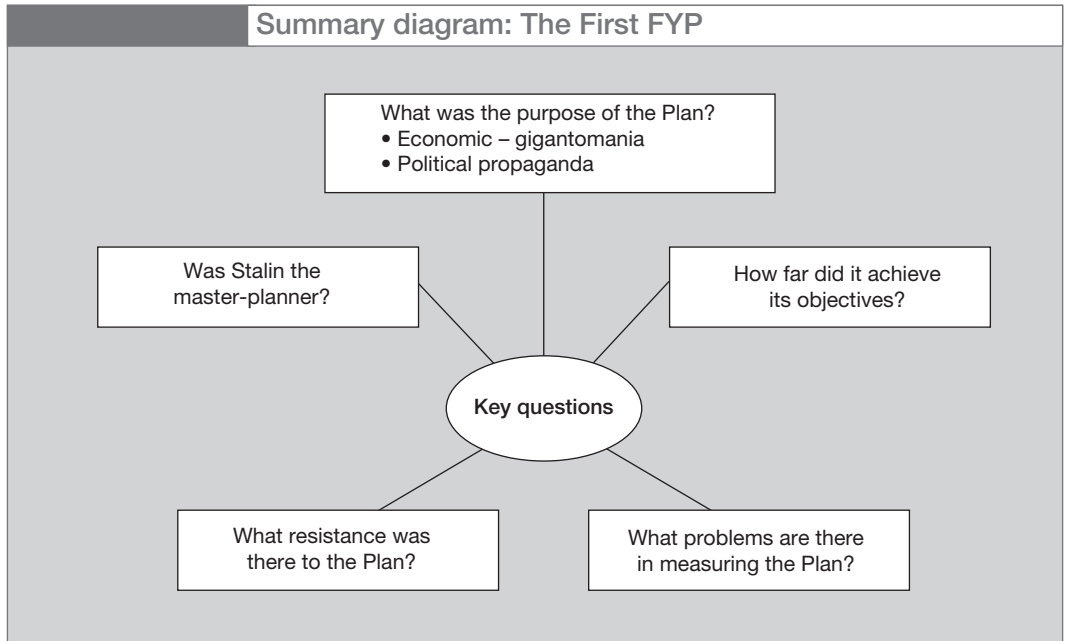 Summary diagram: The First FYP
What was the purpose of the Plan?
• Economic – gigantomania
• Political propaganda
Was Stalin the
master-planner?
How far did it achieve
its objectives?
Key questions
What resistance was
there to the Plan?
What problems are there
in measuring the Plan?